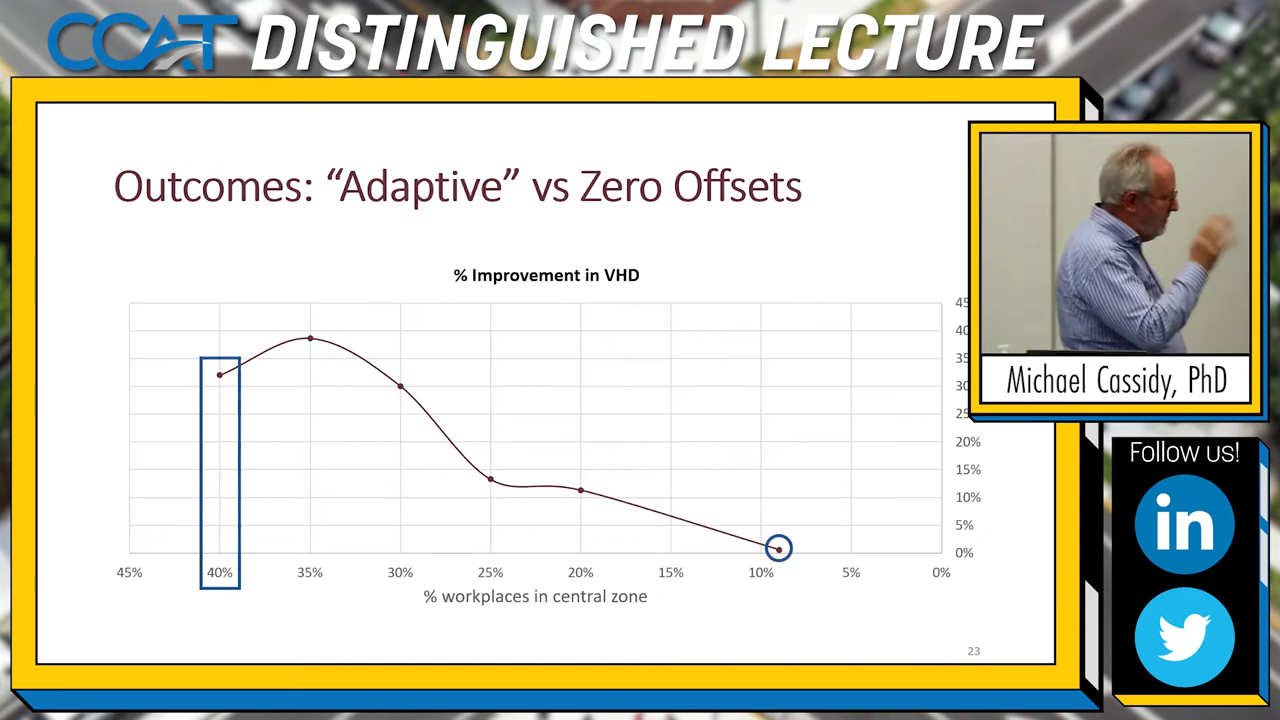 CCAT DISTINGUISHED LECTURE
Outcomes: “Adaptive” vs Zero Offsets
% Improvement in VHD
45
40
35
30
25
20%
15%
10%
5%
0%
45% 40% 35% 30% 25% 20% 15% 10% 5% 0%
% workplaces in central zone
23
Michael Cassidy, PhD
Follow us!
in